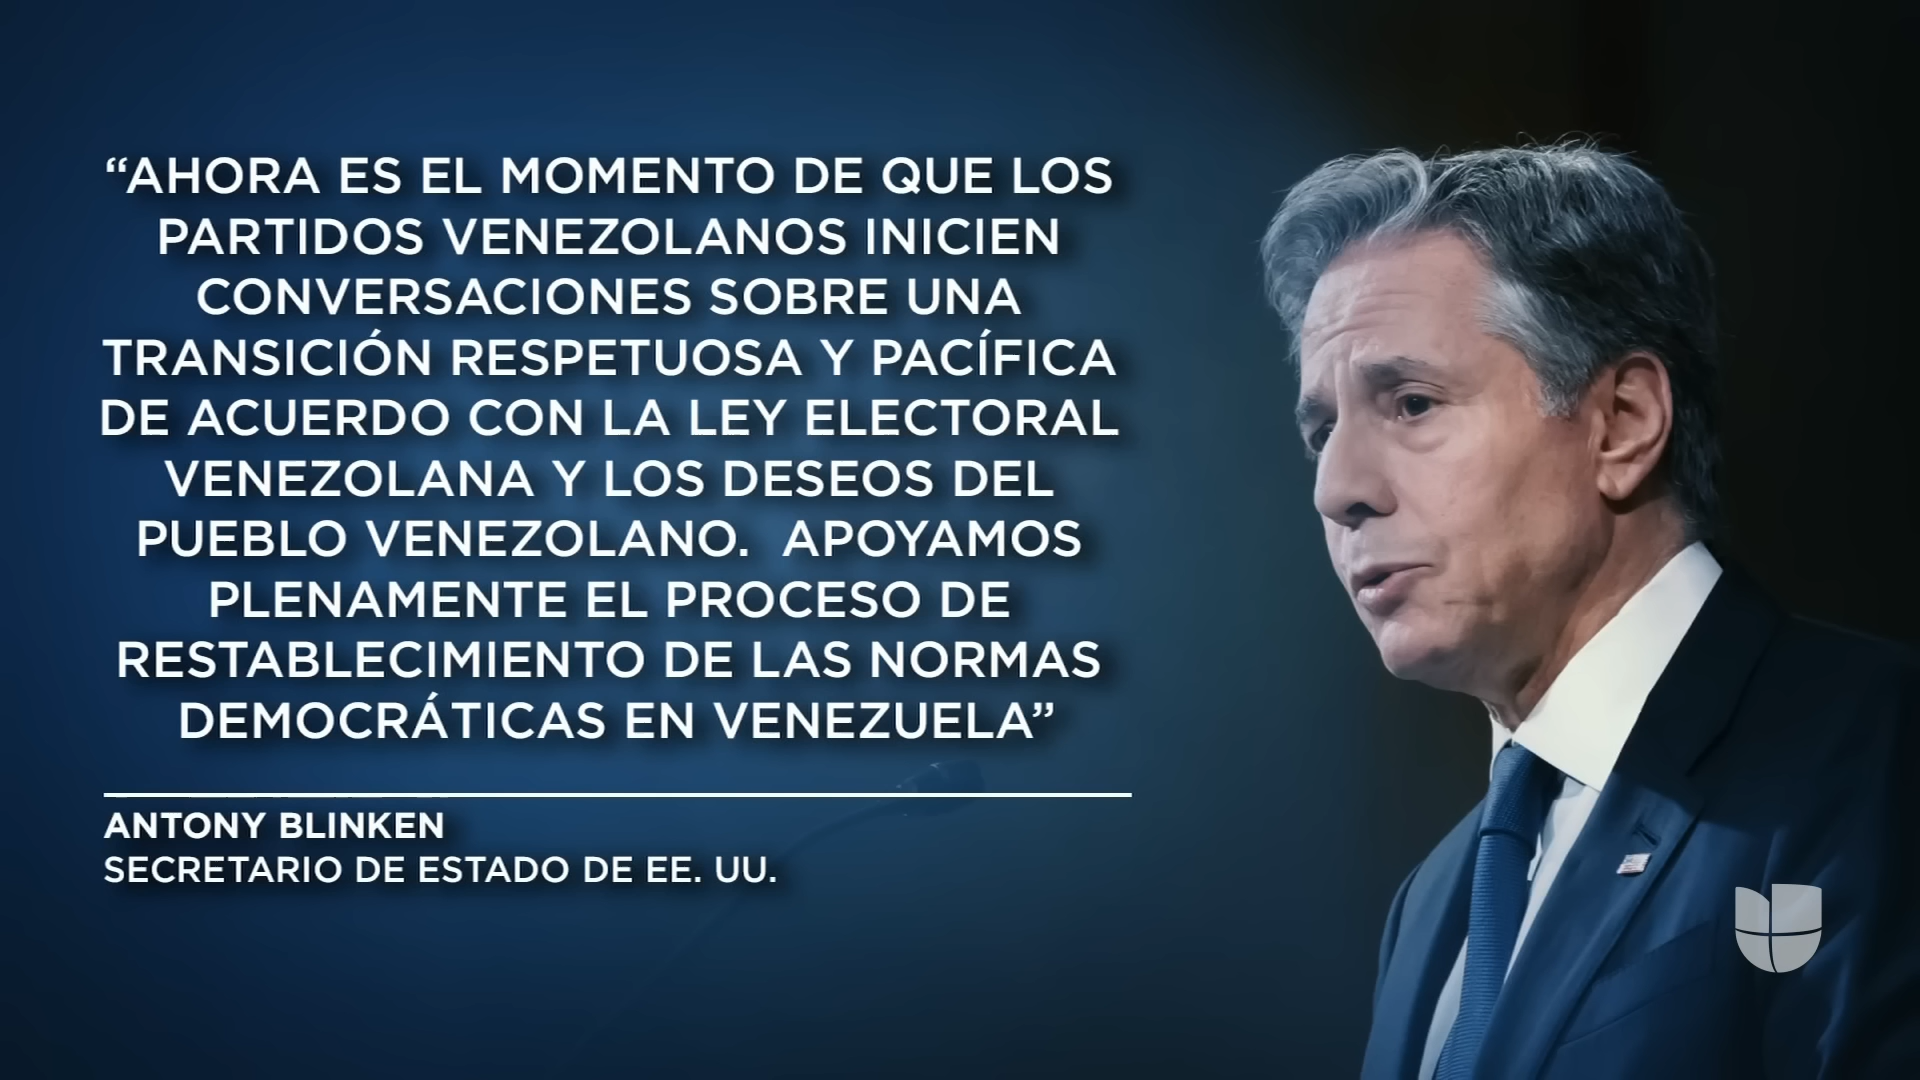 “AHORA ES EL MOMENTO DE QUE LOS
PARTIDOS VENEZOLANOS INICIEN
CONVERSACIONES SOBRE UNA
TRANSICIÓN RESPETUOSA Y PACÍFICA
DE ACUERDO CON LA LEY ELECTORAL
VENEZOLANA Y LOS DESEOS DEL
PUEBLO VENEZOLANO.  APOYAMOS
PLENAMENTE EL PROCESO DE
RESTABLECIMIENTO DE LAS NORMAS
DEMOCRÁTICAS EN VENEZUELA”
ANTONY BLINKEN
SECRETARIO DE ESTADO DE EE. UU.